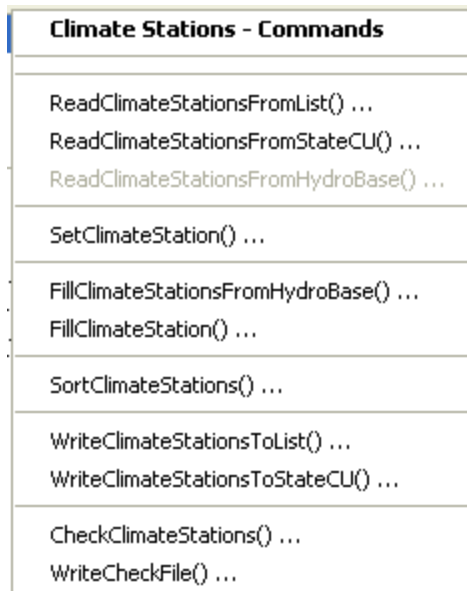 Climate Stations - Commands
ReadClimateStationsFromList() ...
ReadClimateStationsFromStateCU() ...
ReadClimateStationsFromHydroBase() ...
SetClimateStation() ...
FillClimateStationsFromHydroBase() ...
FillClimateStation() ...
SortClimateStations() ...
WriteClimateStationsToList() ...
WriteClimateStationsToStateCU() ...
CheckClimateStations() ...
WriteCheckFile() ...